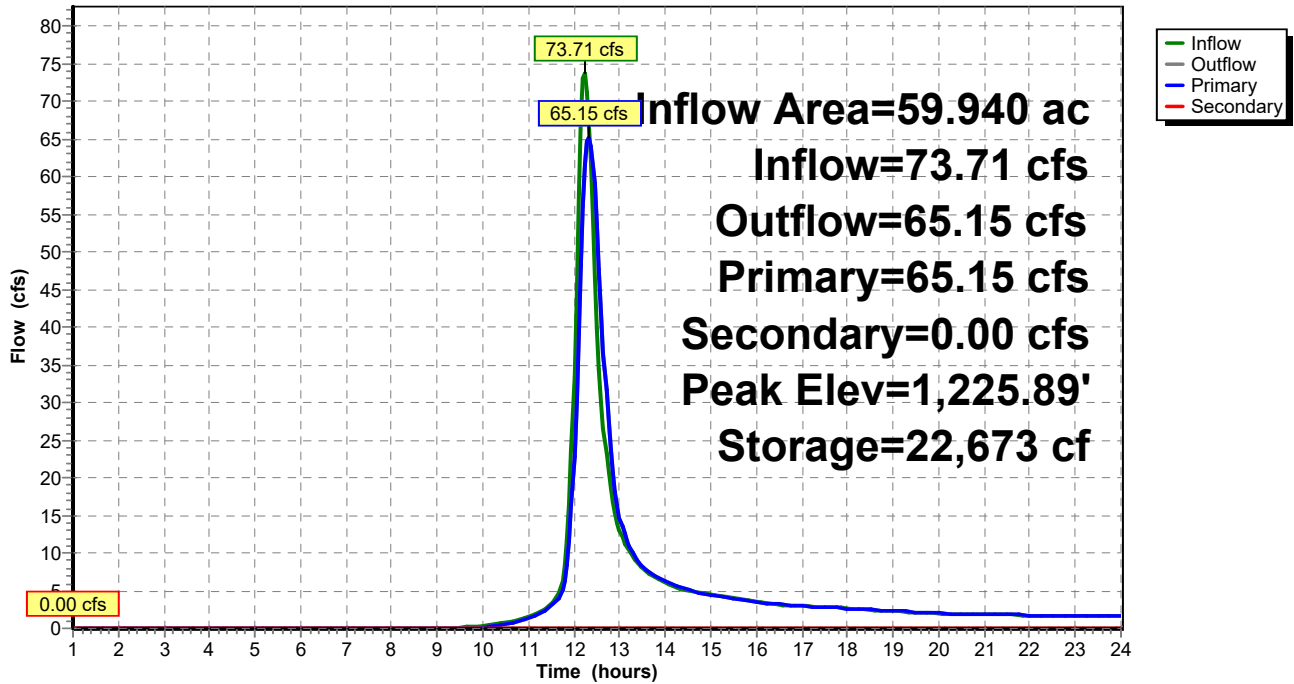 73.71 cfs
65.15 cfs
0.00 cfs
Inflow Area=59.940 ac
Inflow=73.71 cfs
Outflow=65.15 cfs
Primary=65.15 cfs
Secondary=0.00 cfs
Peak Elev=1,225.89'
Storage=22,673 cf
Inflow
Outflow
Primary
Secondary
Flow (cfs)
80
75
70
65
60
55
50
45
40
35
30
25
20
15
10
5
0
1 2 3 4 5 6 7 8 9 10 11 12 13 14 15 16 17 18 19 20 21 22 23 24
Time (hours)